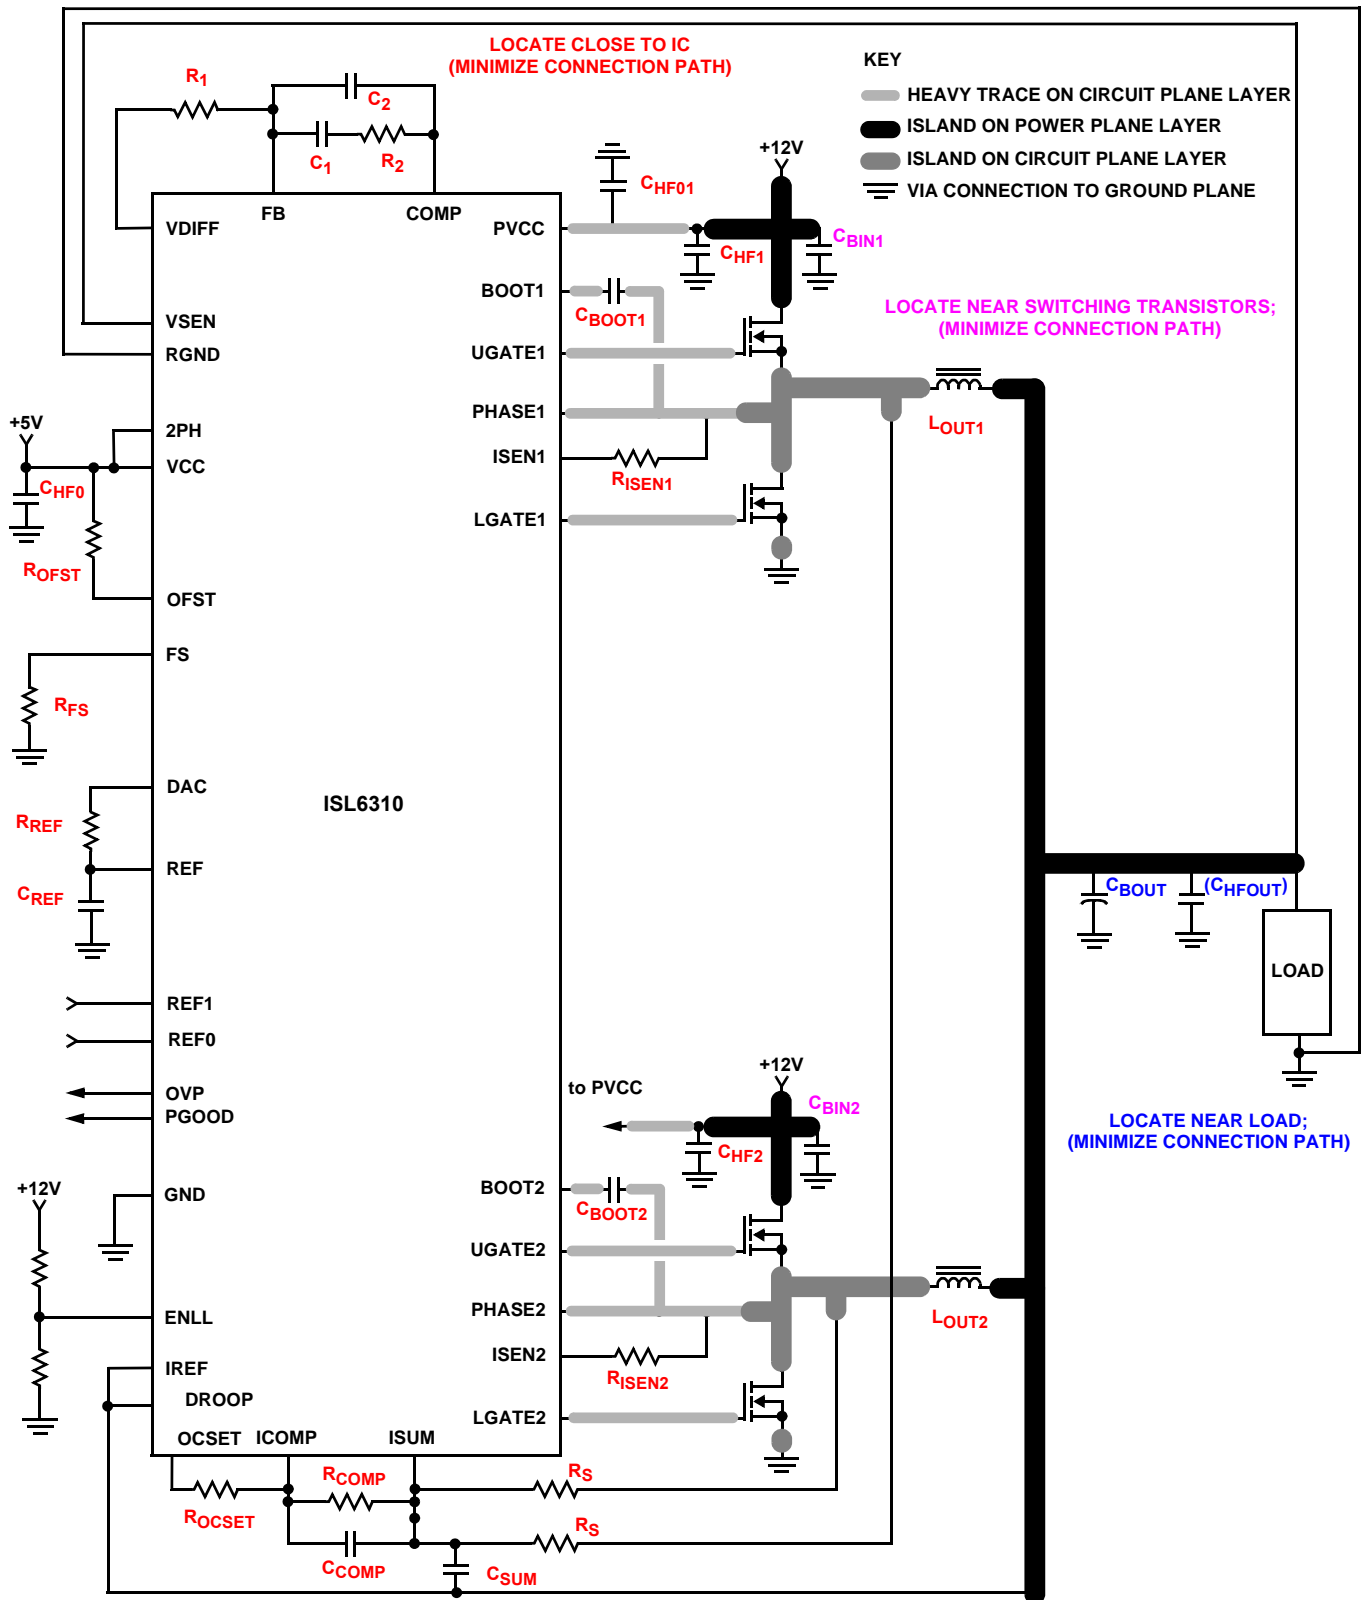 LOCATE CLOSE TO IC
(MINIMIZE CONNECTION PATH)
KEY
HEAVY TRACE ON CIRCUIT PLANE LAYER
ISLAND ON POWER PLANE LAYER
ISLAND ON CIRCUIT PLANE LAYER
VIA CONNECTION TO GROUND PLANE
R1
C2
C1
R2
+12V
CHF01
FB
COMP
VDIFF
PVCC
CHF1
CBIN1
BOOT1
CBOOT1
LOCATE NEAR SWITCHING TRANSISTORS;
(MINIMIZE CONNECTION PATH)
VSEN
RGND
UGATE1
+5V
2PH
PHASE1
LOUT1
VCC
ISEN1
CHF0
RISEN1
LGATE1
ROFST
OFST
FS
RFS
DAC
ISL6310
RREF
REF
CREF
CBOUT
(CHFOUT)
LOAD
REF1
REF0
OVP
PGOOD
to PVCC
+12V
CBIN2
LOCATE NEAR LOAD;
(MINIMIZE CONNECTION PATH)
CHF2
+12V
GND
BOOT2
CBOOT2
UGATE2
ENLL
PHASE2
LOUT2
IREF
ISEN2
RISEN2
DROOP
LGATE2
OCSET
ICOMP
ISUM
RCOMP
RS
ROCSET
RS
CCOMP
CSUM